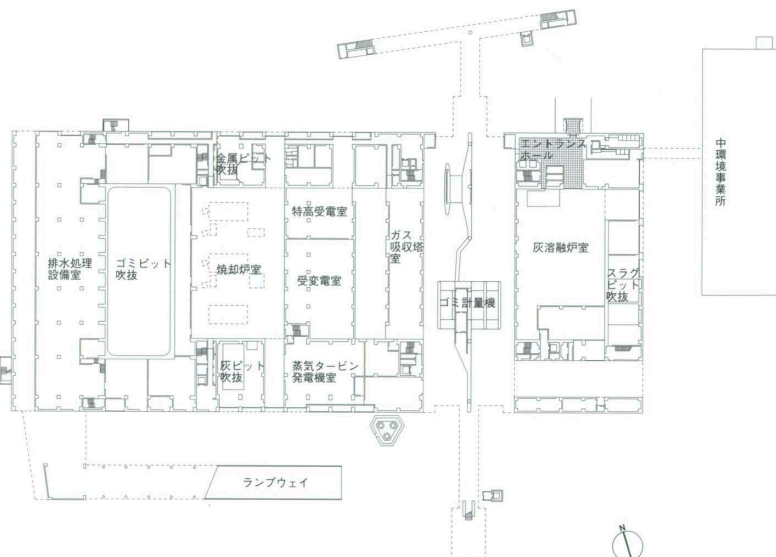 エントランス
ホール
金属ピット
吹抜
中環境事業所
特高受電室
ガス
吸収塔
室
灰溶融炉室
排水処理
設備室
ゴミピット
吹抜
焼却炉室
受変電室
スラグ
ピット
吹抜
ゴミ計量機
灰ピット
吹抜
蒸気タービン
発電機室
ランプウェイ
N